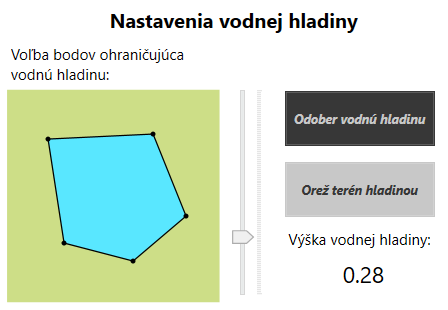 Nastavenia vodnej hladiny
Voľba bodov ohraničujúca
vodnú hladinu:
Odober vodnú hladinu
Orež terén hladinou
Výška vodnej hladiny:
0.28